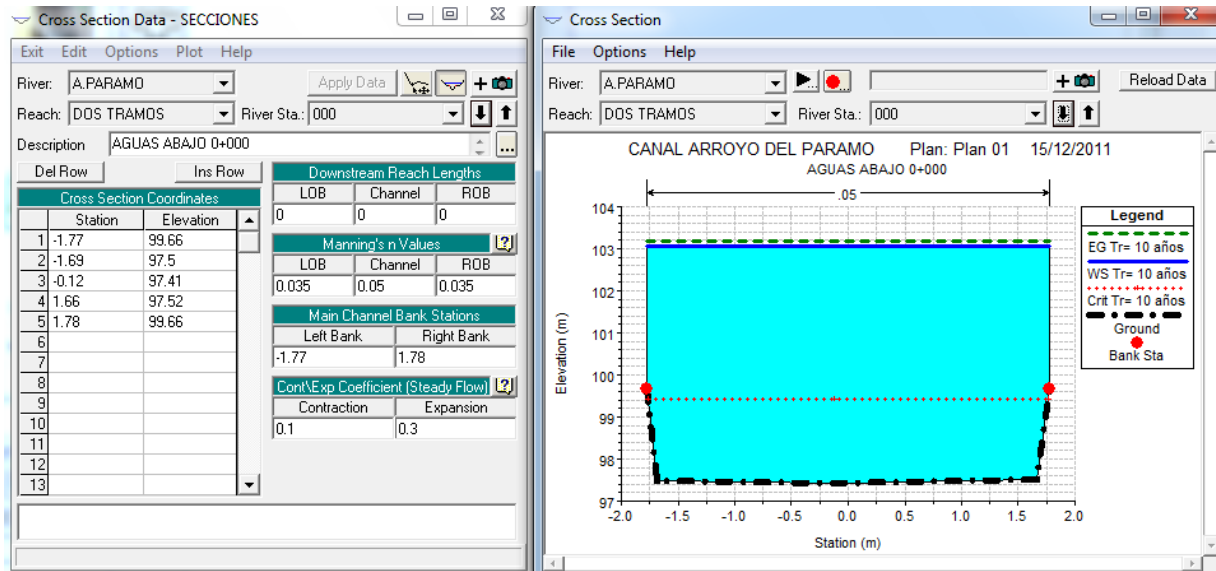 Cross Section Data - SECCIONES
Exit Edit Options Plot Help
River: A.PARAMO Apply Data
Reach: DOS TRAMOS River Sta.: 000
Description AGUAS ABAJO 0+000 ...
Del Row Ins Row
Cross Section Coordinates
Station Elevation
1 -1.77 99.66
2 -1.69 97.5
3 -0.12 97.41
4 1.66 97.52
5 1.78 99.66
6
7
8
9
10
11
12
13
Downstream Reach Lengths
LOB Channel ROB
0 0 0
Manning's n Values
LOB Channel ROB
0.035 0.05 0.035
Main Channel Bank Stations
Left Bank Right Bank
-1.77 1.78
Cont\Exp Coefficient (Steady Flow)
Contraction Expansion
0.1 0.3
Cross Section
File Options Help
River: A.PARAMO Reload Data
Reach: DOS TRAMOS River Sta.: 000
CANAL ARROYO DEL PARAMO Plan: Plan 01 15/12/2011
AGUAS ABAJO 0+000
.05
104
103
102
101
100
99
98
97
Elevation (m)
-2.0 -1.5 -1.0 -0.5 0.0 0.5 1.0 1.5 2.0
Station (m)
Legend
EG Tr= 10 años
WS Tr= 10 años
Crit Tr= 10 años
Ground
Bank Sta